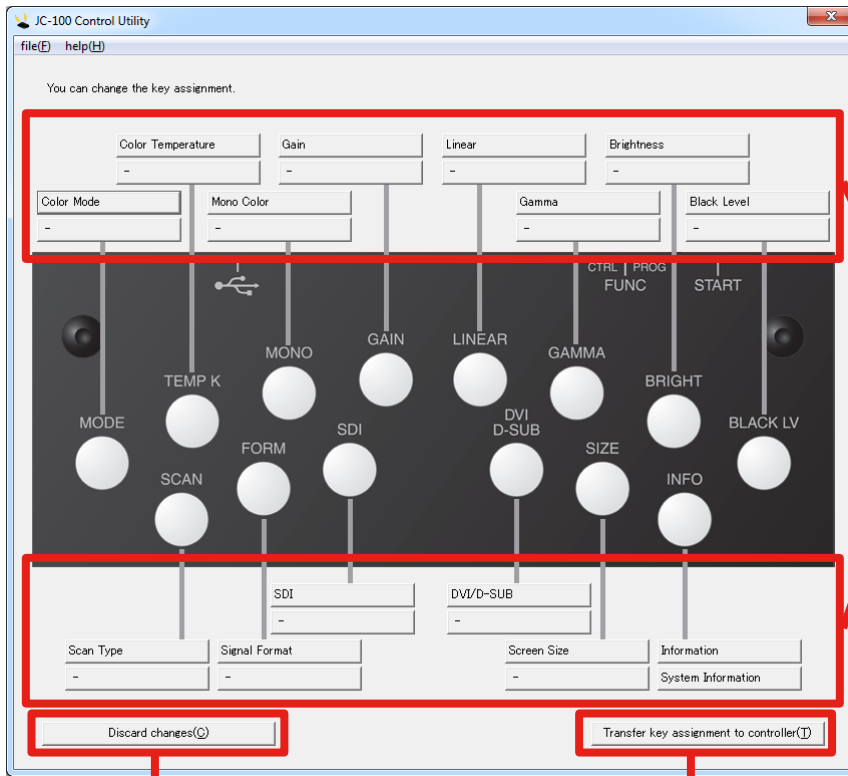 JC-100 Control Utility
file(F) help(H)
You can change the key assignment.
Color Temperature
-
Gain
-
Linear
-
Brightness
-
Color Mode
-
Mono Color
-
Gamma
-
Black Level
-
CTRL | PROG
FUNC
START
MODE
TEMP K
MONO
GAIN
LINEAR
GAMMA
BRIGHT
BLACK LV
SCAN
FORM
SDI
DVI
D-SUB
SIZE
INFO
SDI
-
DVI/D-SUB
-
Scan Type
-
Signal Format
-
Screen Size
-
Information
System Information
Discard changes(C)
Transfer key assignment to controller(T)